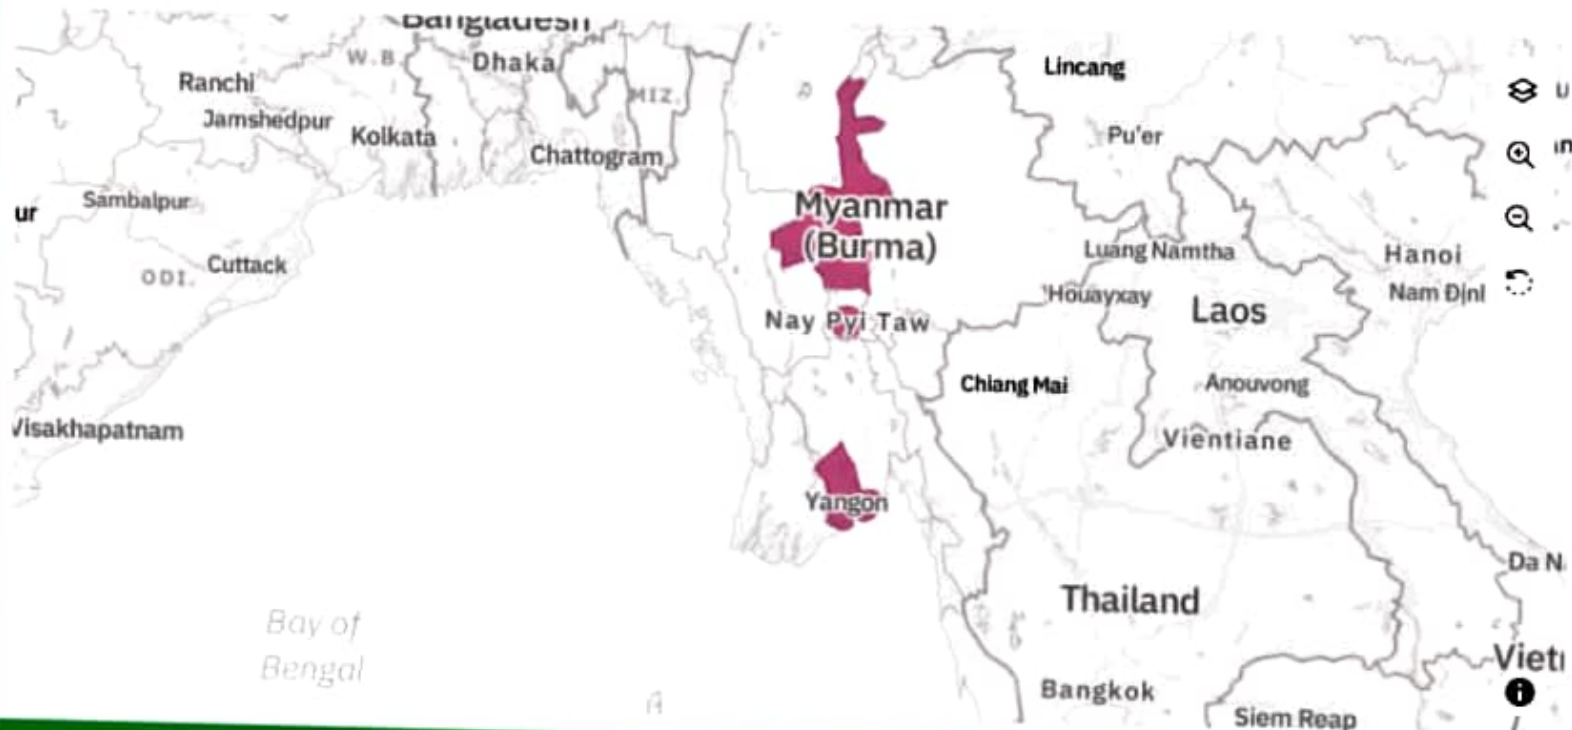 Bangladesh
W.B.
Dhaka
Lincang
Ranchi
MIZ.
Jamshedpur
Kolkata
Pu'er
Chattogram
Sambalpur
ur
Myanmar
(Burma)
Luang Namtha
Hanoi
Cuttack
ODI.
Houayxay
Nam Định
Laos
Nay Pyi Taw
Chiang Mai
Anouvong
Visakhapatnam
Vientiane
Yangon
Da N
Thailand
Bay of
Bengal
Vieti
Bangkok
Siem Reap